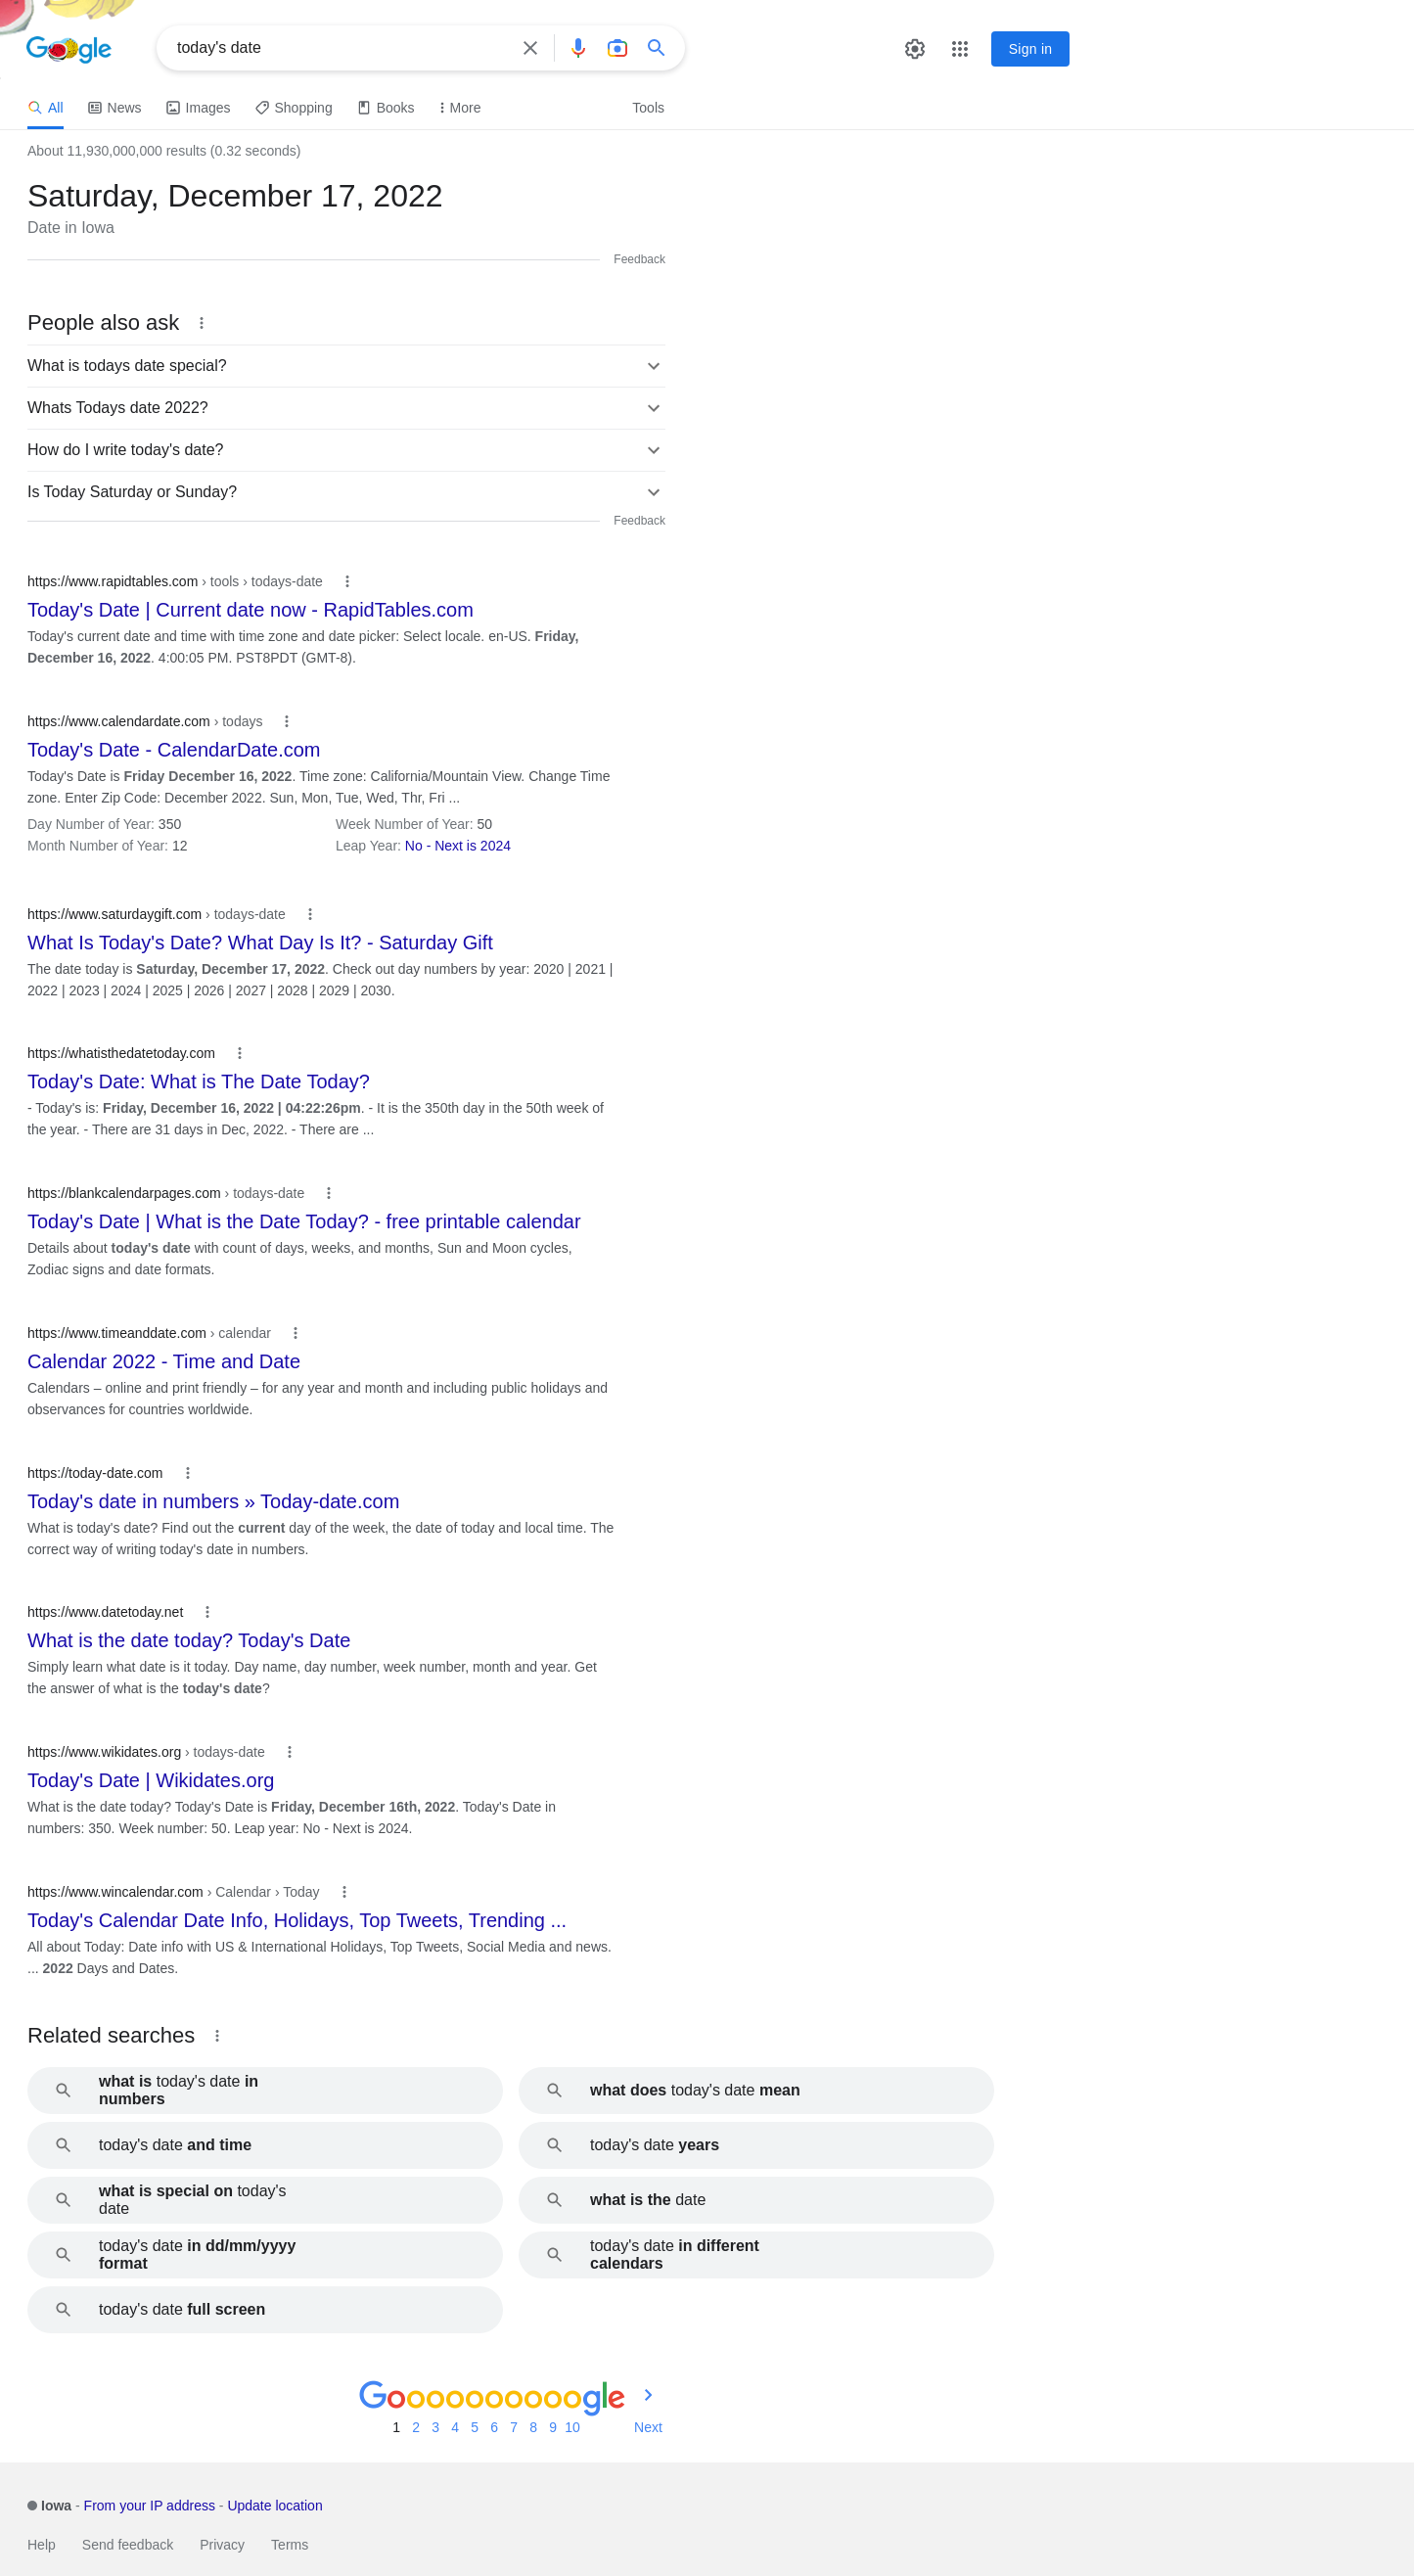 Google
today's date
Sign in
All
News
Images
Shopping
Books
More
Tools
About 11,930,000,000 results (0.32 seconds)
Saturday, December 17, 2022
Date in Iowa
Feedback
People also ask
What is todays date special?
Whats Todays date 2022?
How do I write today's date?
Is Today Saturday or Sunday?
Feedback
https://www.rapidtables.com › tools › todays-date
Today's Date | Current date now - RapidTables.com
Today's current date and time with time zone and date picker: Select locale. en-US. Friday,
December 16, 2022. 4:00:05 PM. PST8PDT (GMT-8).
https://www.calendardate.com › todays
Today's Date - CalendarDate.com
Today's Date is Friday December 16, 2022. Time zone: California/Mountain View. Change Time
zone. Enter Zip Code: December 2022. Sun, Mon, Tue, Wed, Thr, Fri ...
Day Number of Year: 350
Week Number of Year: 50
Month Number of Year: 12
Leap Year: No - Next is 2024
https://www.saturdaygift.com › todays-date
What Is Today's Date? What Day Is It? - Saturday Gift
The date today is Saturday, December 17, 2022. Check out day numbers by year: 2020 | 2021 |
2022 | 2023 | 2024 | 2025 | 2026 | 2027 | 2028 | 2029 | 2030.
https://whatisthedatetoday.com
Today's Date: What is The Date Today?
- Today's is: Friday, December 16, 2022 | 04:22:26pm. - It is the 350th day in the 50th week of
the year. - There are 31 days in Dec, 2022. - There are ...
https://blankcalendarpages.com › todays-date
Today's Date | What is the Date Today? - free printable calendar
Details about today's date with count of days, weeks, and months, Sun and Moon cycles,
Zodiac signs and date formats.
https://www.timeanddate.com › calendar
Calendar 2022 - Time and Date
Calendars – online and print friendly – for any year and month and including public holidays and
observances for countries worldwide.
https://today-date.com
Today's date in numbers » Today-date.com
What is today's date? Find out the current day of the week, the date of today and local time. The
correct way of writing today's date in numbers.
https://www.datetoday.net
What is the date today? Today's Date
Simply learn what date is it today. Day name, day number, week number, month and year. Get
the answer of what is the today's date?
https://www.wikidates.org › todays-date
Today's Date | Wikidates.org
What is the date today? Today's Date is Friday, December 16th, 2022. Today's Date in
numbers: 350. Week number: 50. Leap year: No - Next is 2024.
https://www.wincalendar.com › Calendar › Today
Today's Calendar Date Info, Holidays, Top Tweets, Trending ...
All about Today: Date info with US & International Holidays, Top Tweets, Social Media and news.
... 2022 Days and Dates.
Related searches
what is today's date in
numbers
what does today's date mean
today's date and time
today's date years
what is special on today's
date
what is the date
today's date in dd/mm/yyyy
format
today's date in different
calendars
today's date full screen
Goooooooooogle
1 2 3 4 5 6 7 8 9 10 Next
Iowa - From your IP address - Update location
Help
Send feedback
Privacy
Terms